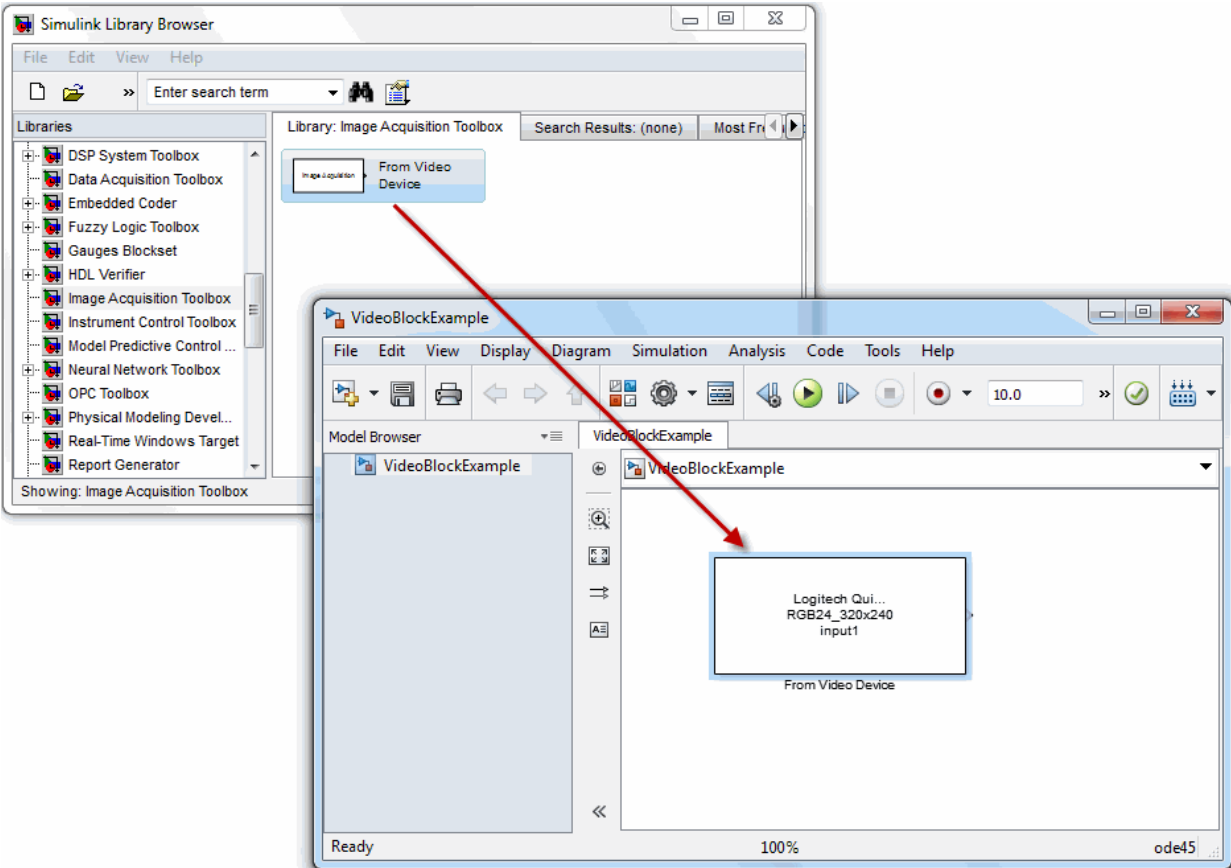 Simulink Library Browser
File Edit View Help
» Enter search term
Libraries
Library: Image Acquisition Toolbox Search Results: (none) Most
DSP System Toolbox
Data Acquisition Toolbox
Embedded Coder
Fuzzy Logic Toolbox
Gauges Blockset
HDL Verifier
Image Acquisition Toolbox
Instrument Control Toolbox
Model Predictive Control ...
Neural Network Toolbox
OPC Toolbox
Physical Modeling Devel...
Real-Time Windows Target
Report Generator
Showing: Image Acquisition Toolbox
Image Acquisition
From Video
Device
VideoBlockExample
File Edit View Display Diagram Simulation Analysis Code Tools Help
10.0 »
Model Browser
VideoBlockExample
VideoBlockExample
VideoBlockExample
Logitech Qui...
RGB24_320x240
input1
From Video Device
Ready 100% ode45